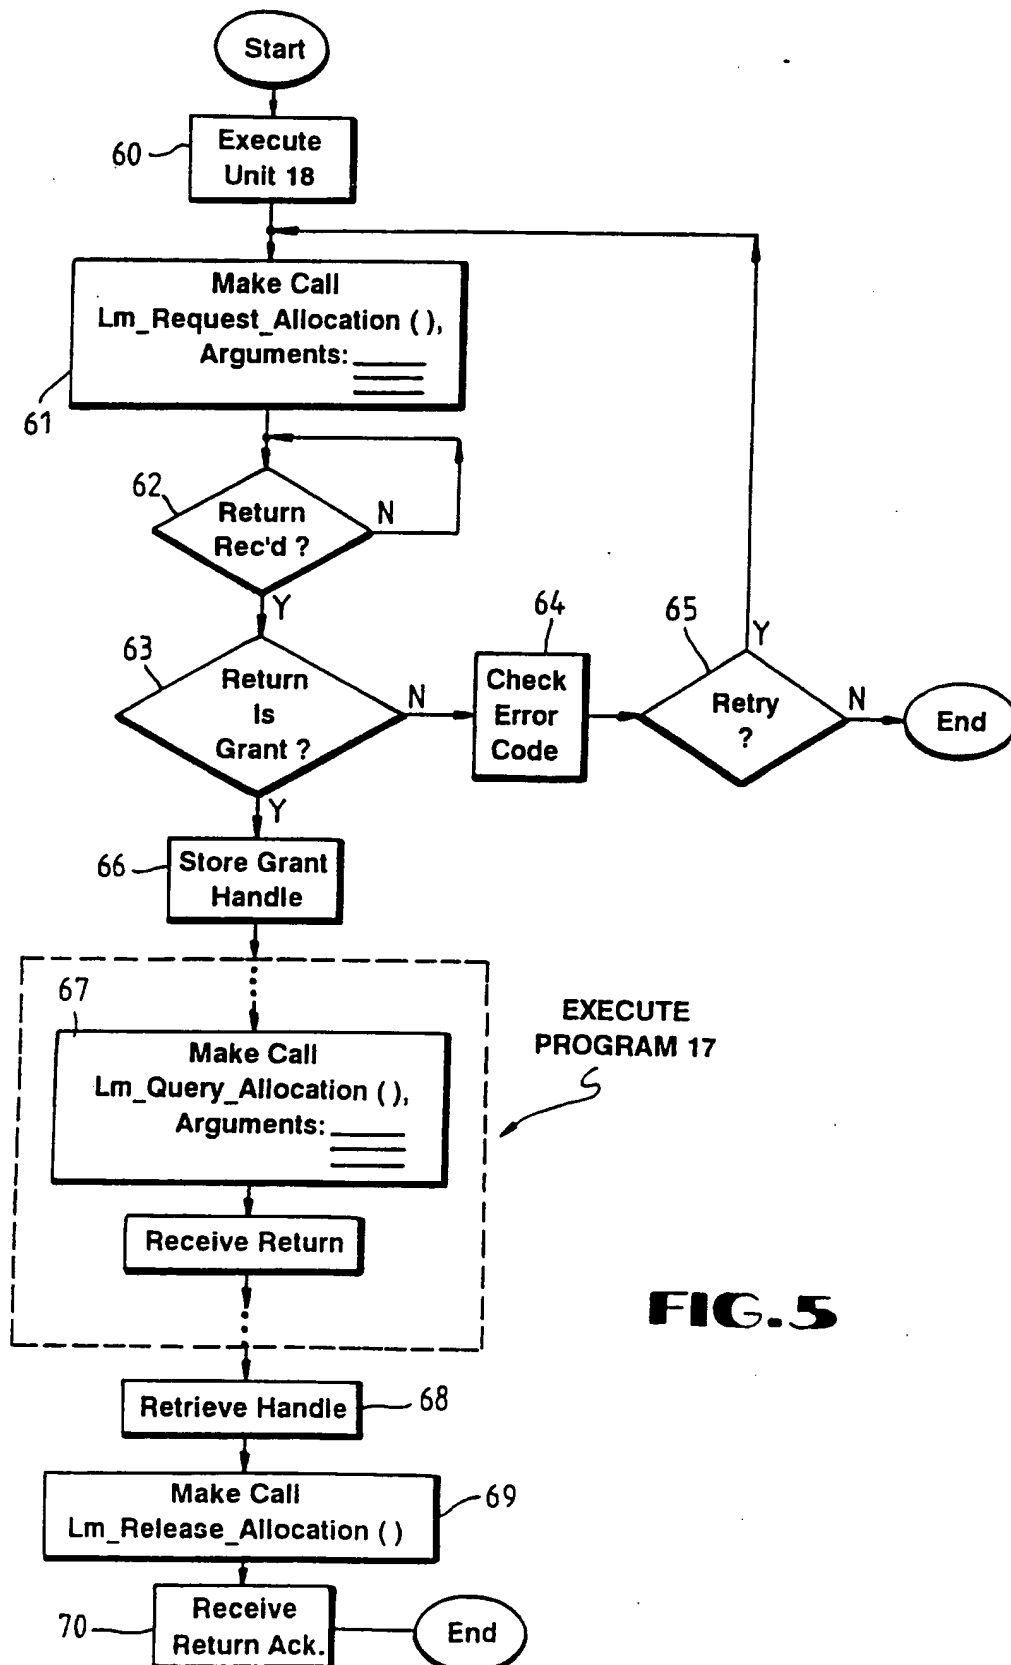 Start
60
Execute
Unit 18
Make Call
Lm_Request_Allocation ( ),
Arguments:
61
62
Return
Rec'd ?
N
Y
63
Return
Is
Grant ?
N
Y
64
Check
Error
Code
65
Retry
?
Y
N
End
66
Store Grant
Handle
67
Make Call
Lm_Query_Allocation ( ),
Arguments:
Receive Return
EXECUTE
PROGRAM 17
FIG.5
Retrieve Handle
68
Make Call
Lm_Release_Allocation ( )
69
70
Receive
Return Ack.
End